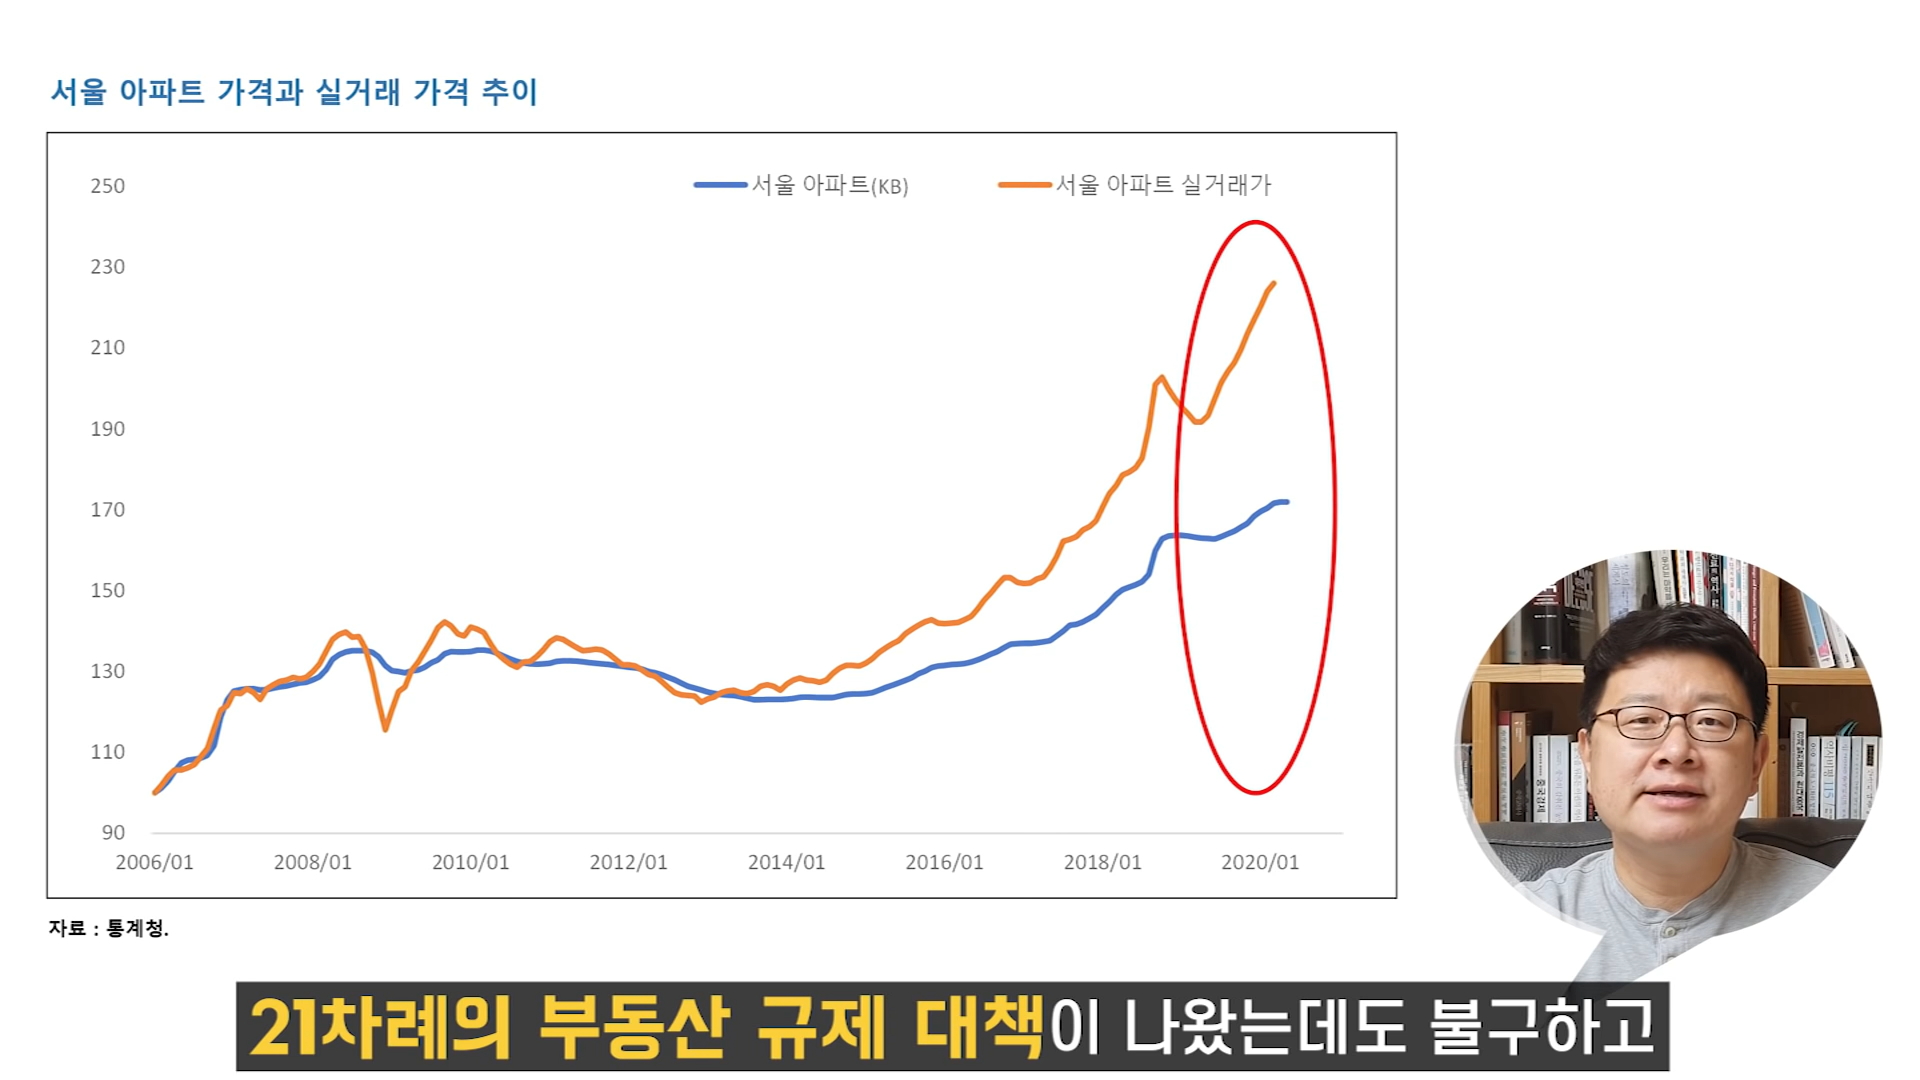 서울 아파트 가격과 실거래 가격 추이
서울 아파트(KB) 서울 아파트 실거래가
250
230
210
190
170
150
130
110
90
2006/01 2008/01 2010/01 2012/01 2014/01 2016/01 2018/01 2020/01
자료 : 통계청.
21차례의 부동산 규제 대책이 나왔는데도 불구하고